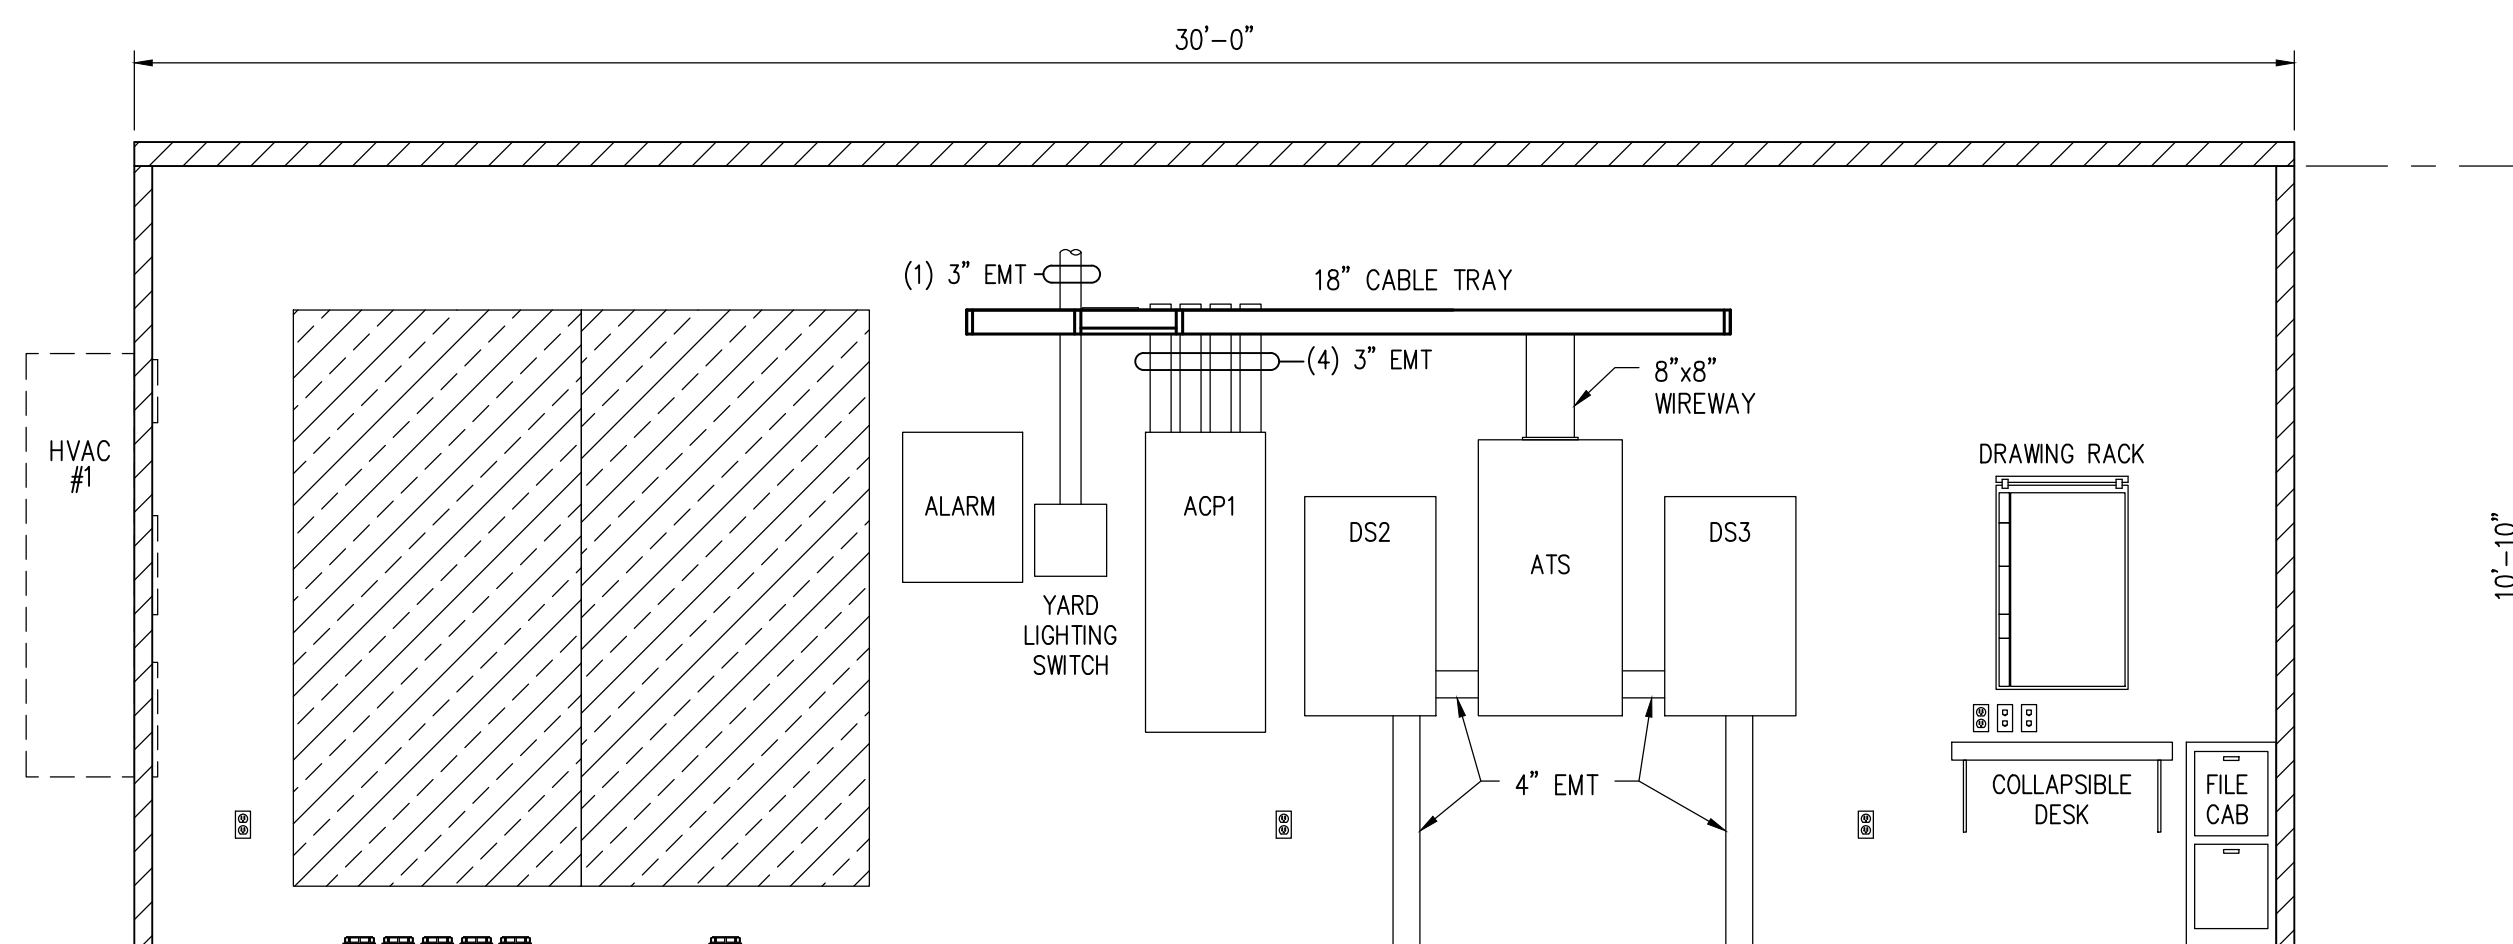 30'-0"
(1) 3" EMT
18" CABLE TRAY
(4) 3" EMT
8"x8"
WIREWAY
HVAC
#1
DRAWING RACK
ALARM
ACP1
DS2
DS3
ATS
10'-10"
YARD
LIGHTING
SWITCH
4" EMT
COLLAPSIBLE
DESK
FILE
CAB